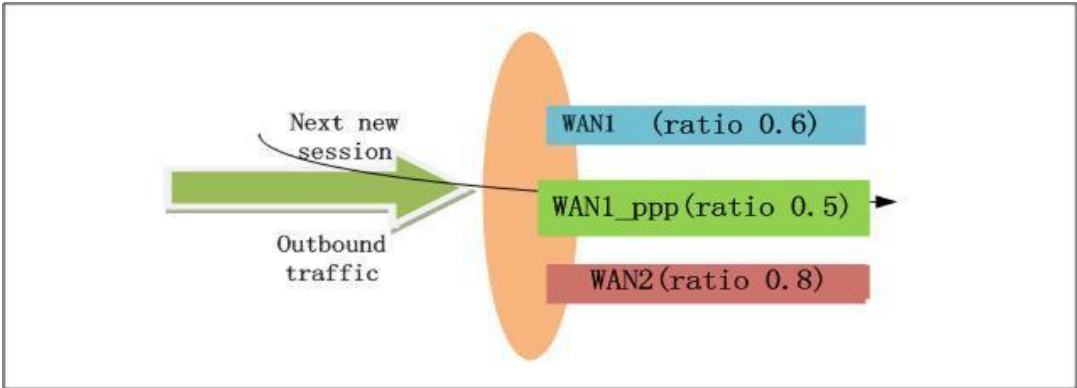 Next new
session
Outbound
traffic
WAN1 (ratio 0.6)
WAN1_ppp(ratio 0.5)
WAN2(ratio 0.8)